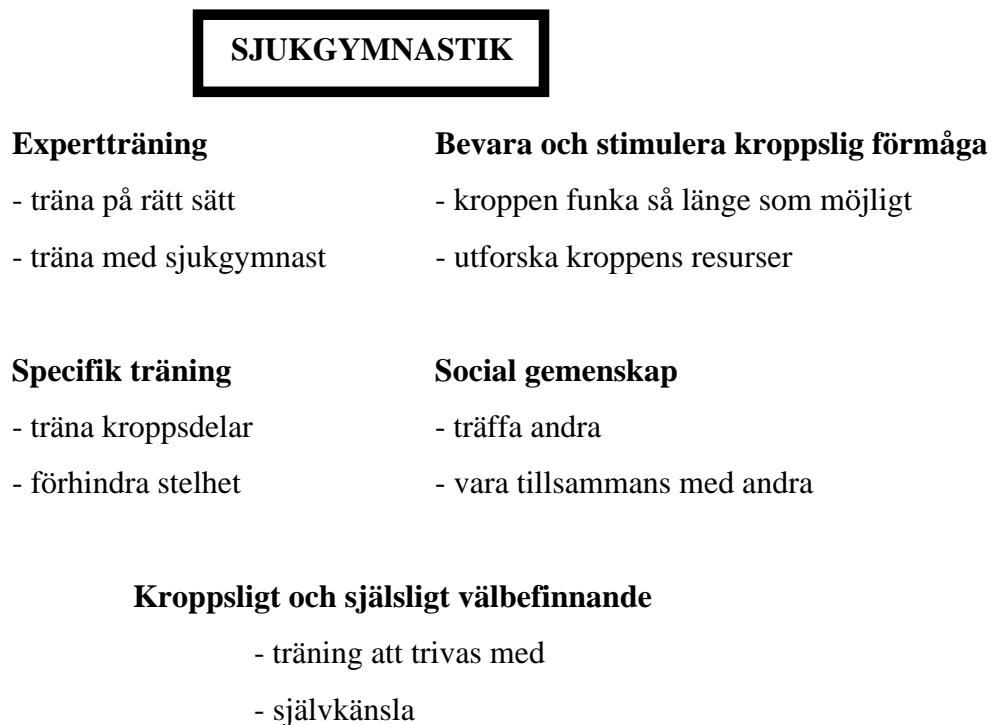 SJUKGYMNASTIK
Expertträning
- träna på rätt sätt
- träna med sjukgymnast
Bevara och stimulera kroppslig förmåga
- kroppen funka så länge som möjligt
- utforska kroppens resurser
Specifik träning
- träna kroppsdelar
- förhindra stelhet
Social gemenskap
- träffa andra
- vara tillsammans med andra
Kroppsligt och själsligt välbefinnande
- träning att trivas med
- självkänsla